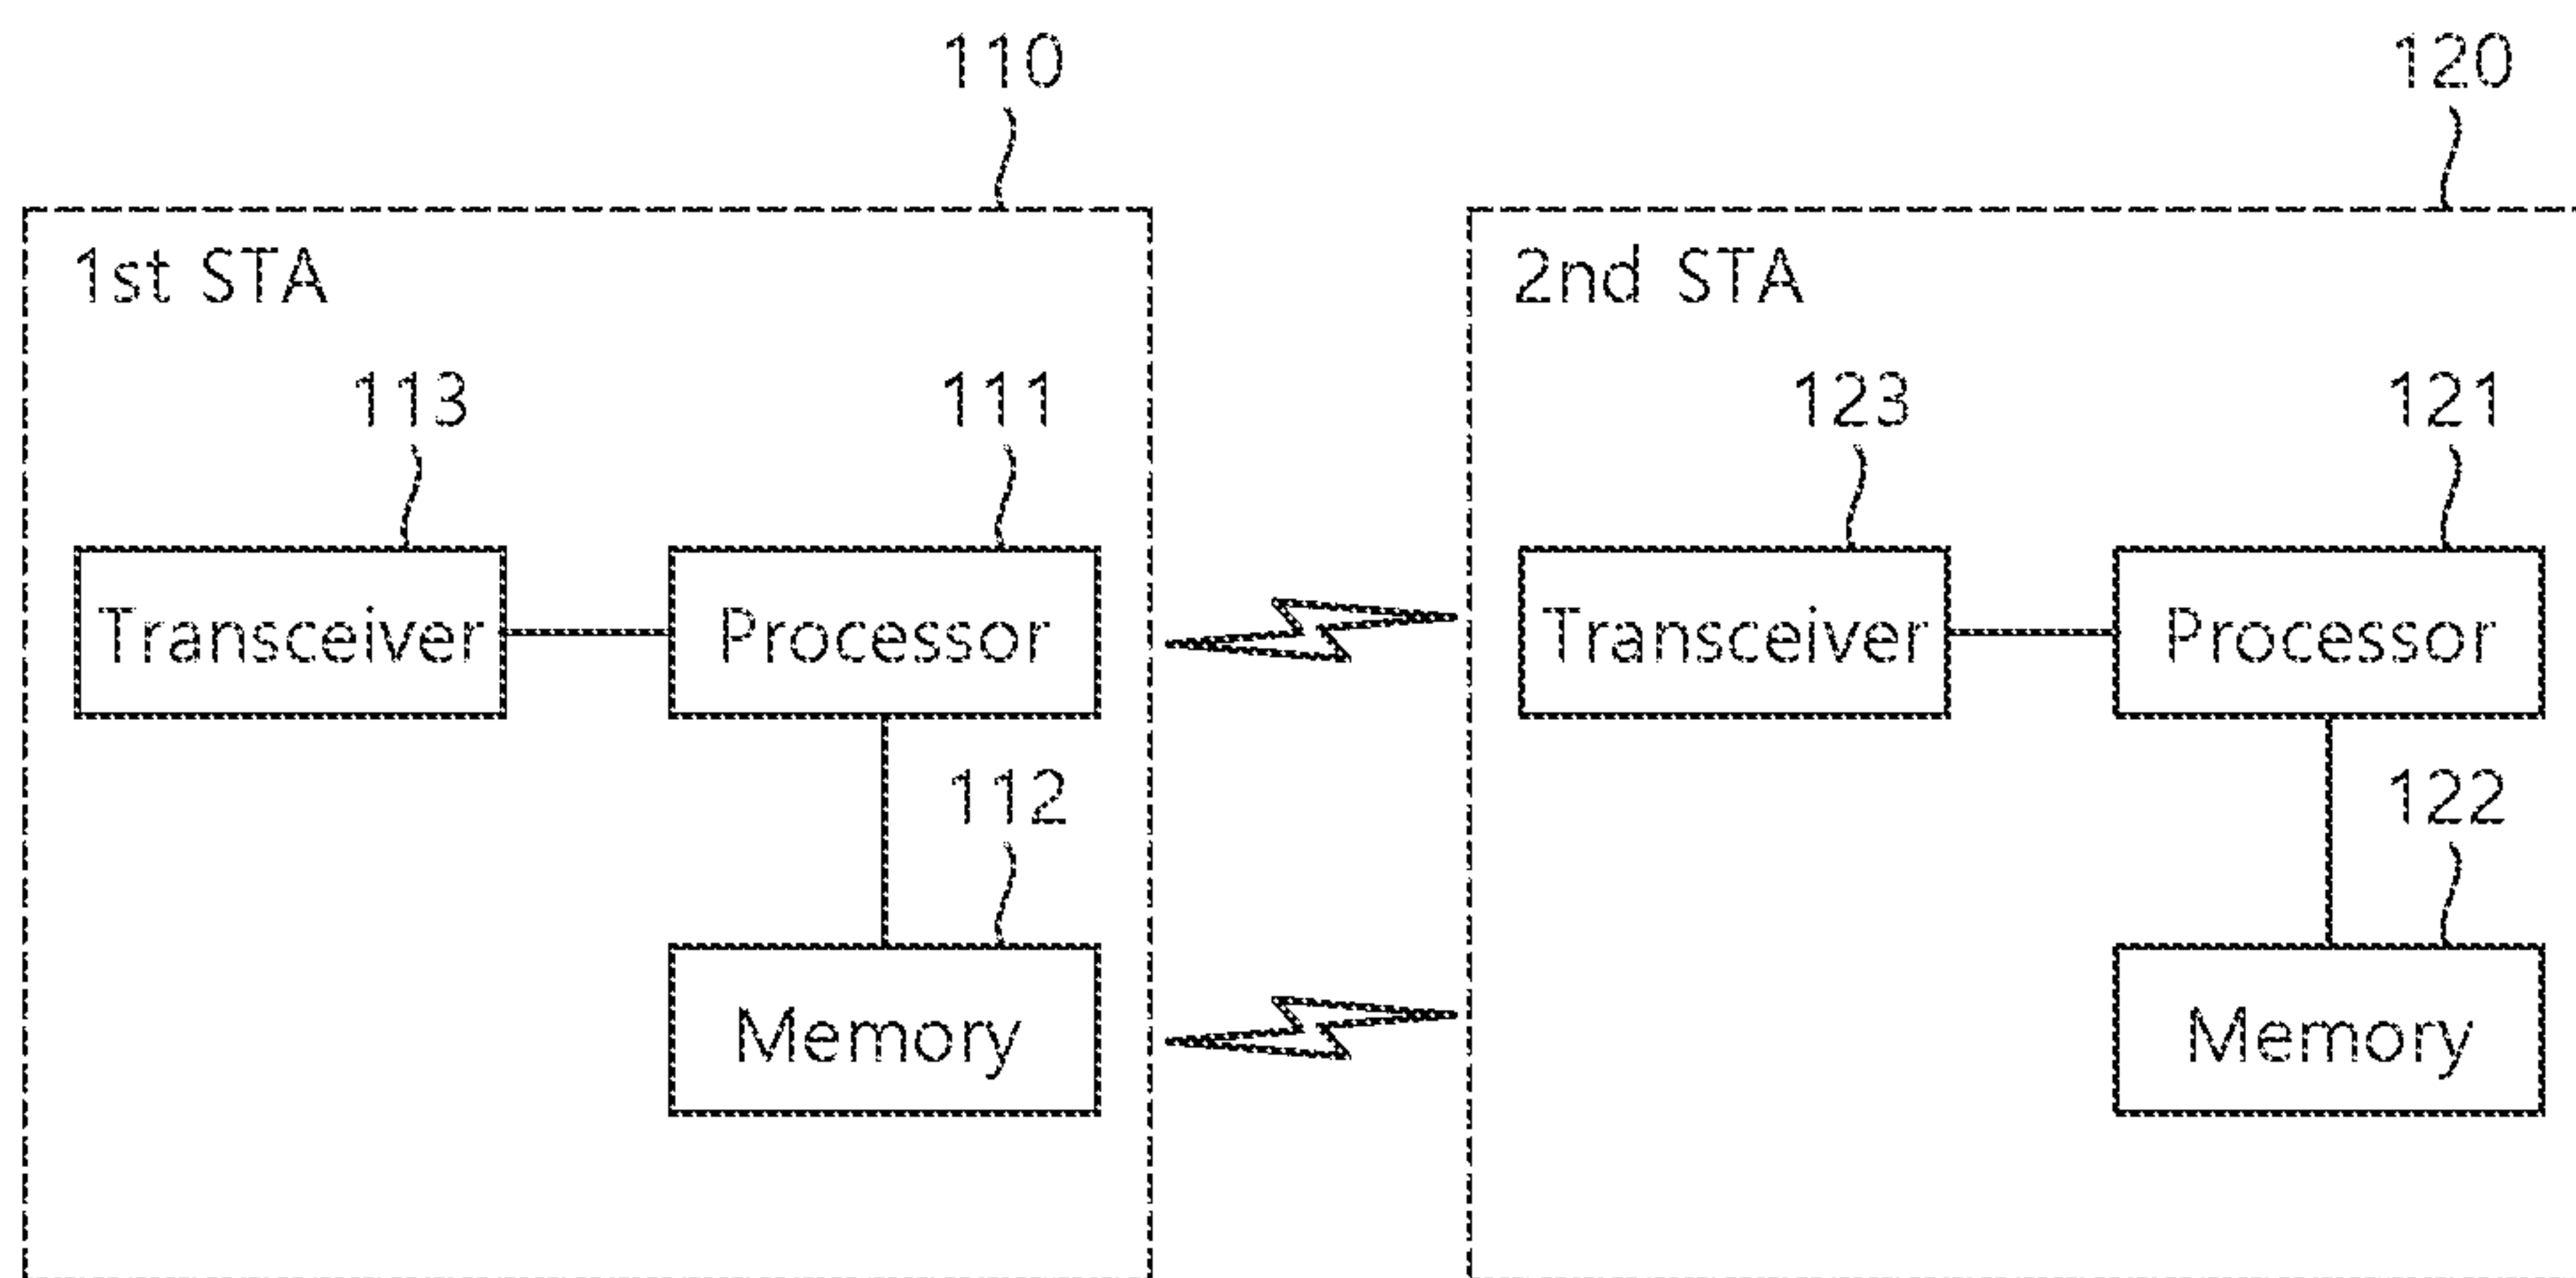 110
120
1st STA
2nd STA
113
111
123
121
Transceiver
Processor
Transceiver
Processor
112
122
Memory
Memory